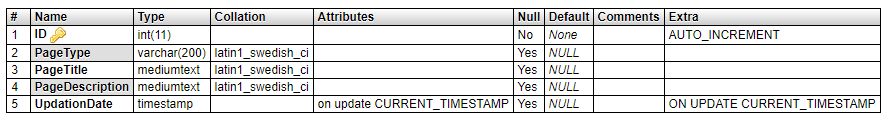 # Name Type Collation Attributes Null Default Comments Extra
1 ID int(11) No None AUTO_INCREMENT
2 PageType varchar(200) latin1_swedish_ci Yes NULL
3 PageTitle mediumtext latin1_swedish_ci Yes NULL
4 PageDescription mediumtext latin1_swedish_ci Yes NULL
5 UpdationDate timestamp on update CURRENT_TIMESTAMP Yes NULL ON UPDATE CURRENT_TIMESTAMP